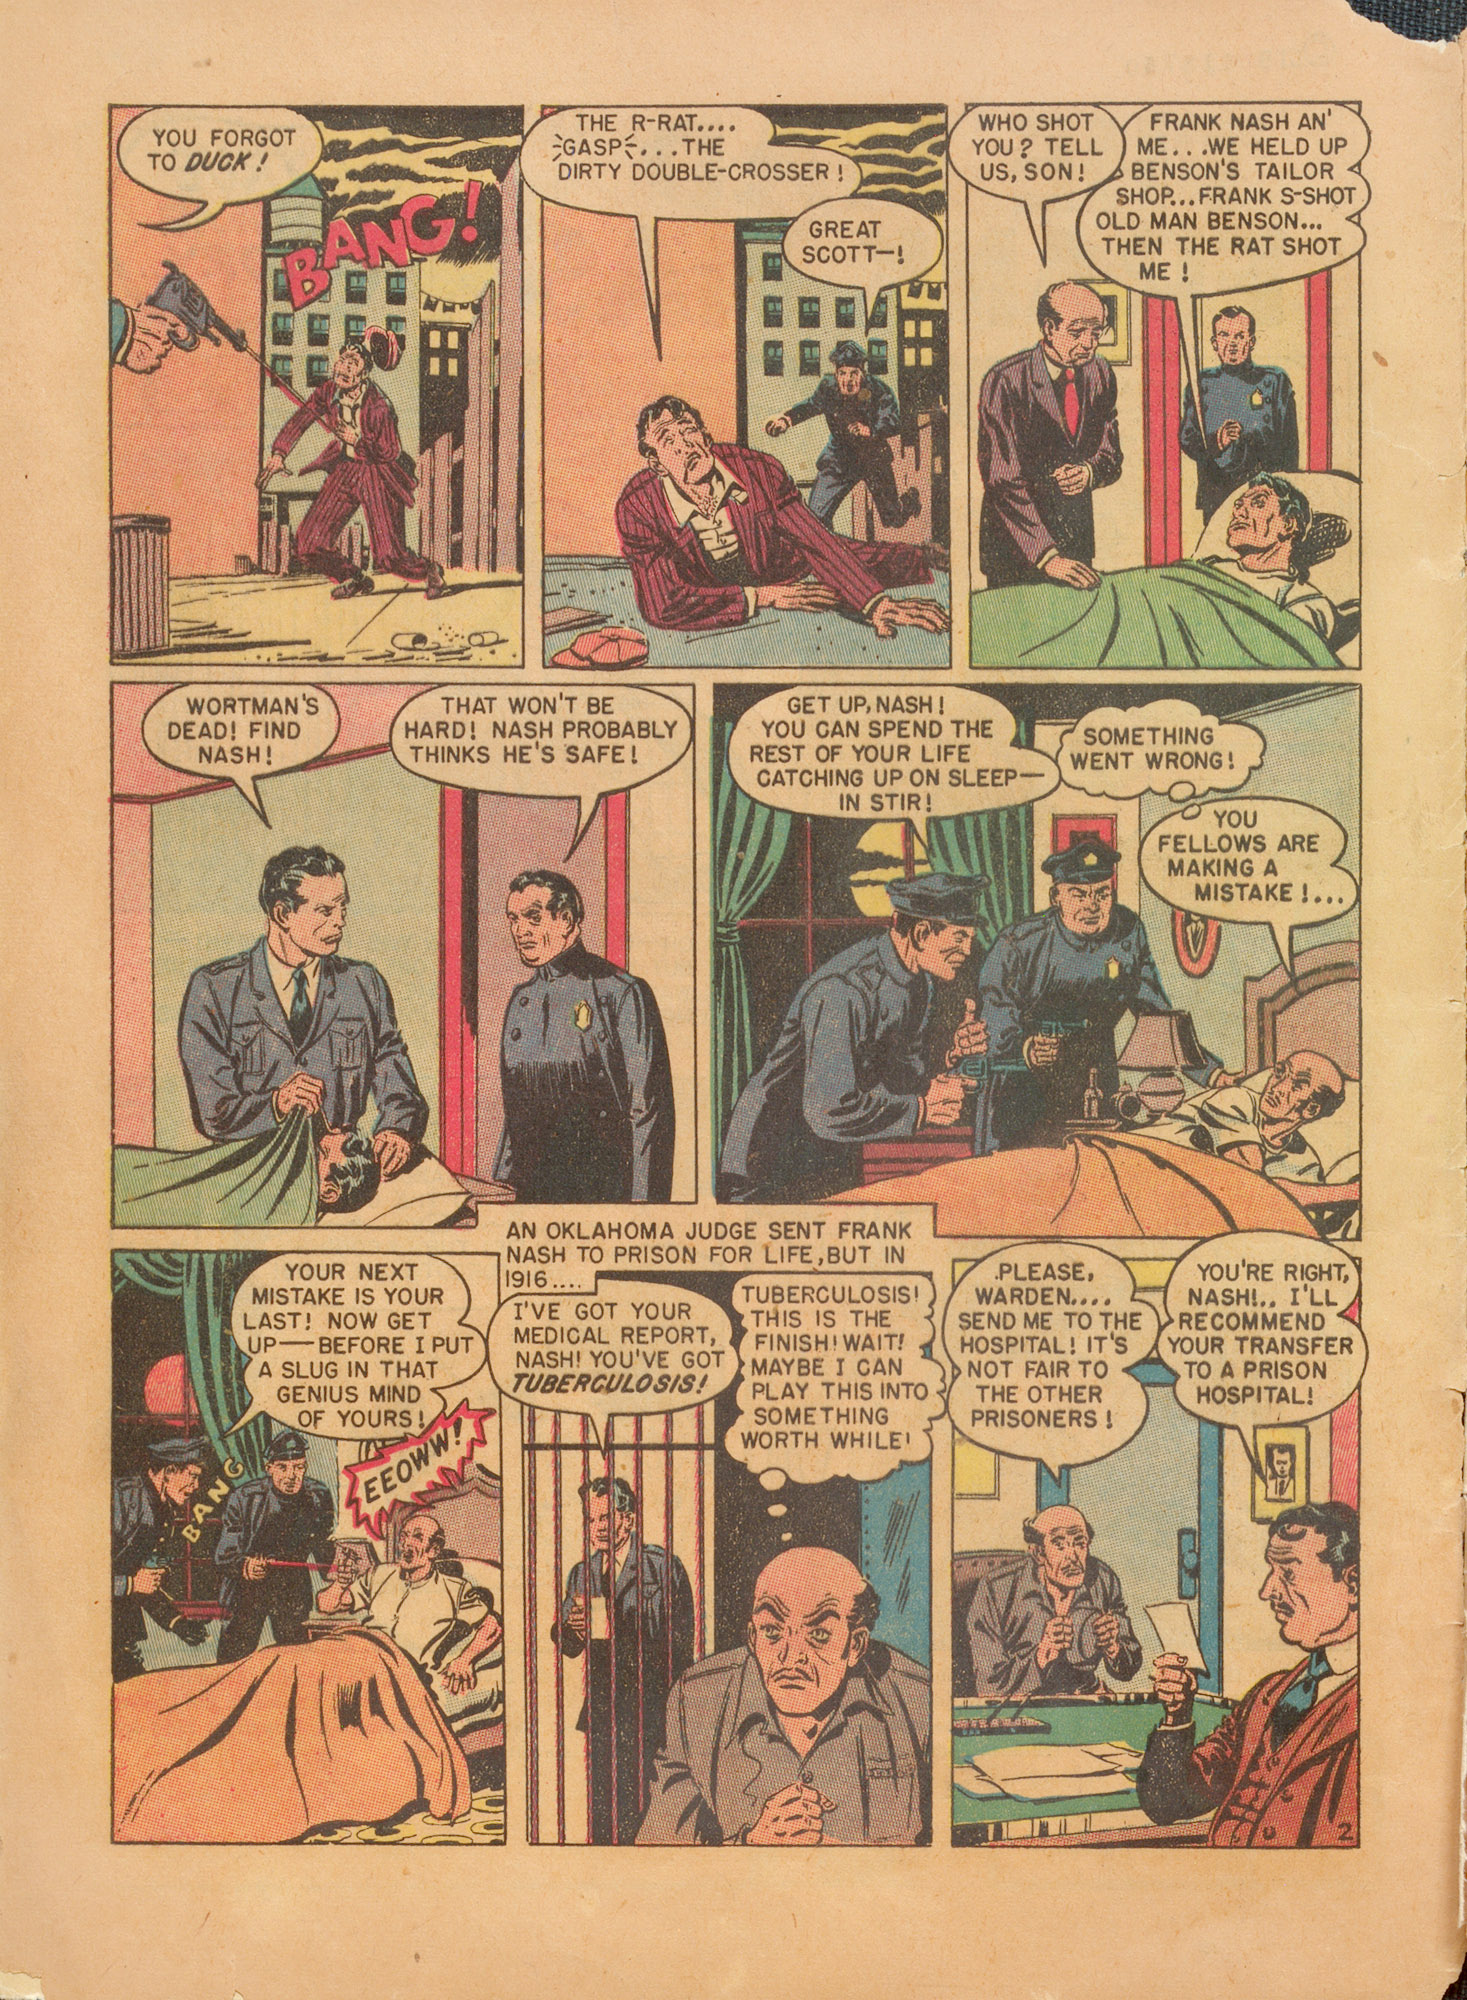 YOU FORGOT
TO DUCK!
BANG!
THE R-RAT....
GASP...THE
DIRTY DOUBLE-CROSSER!
GREAT
SCOTT—!
WHO SHOT
YOU? TELL
US, SON!
FRANK NASH AN'
ME...WE HELD UP
BENSON'S TAILOR
SHOP...FRANK S-SHOT
OLD MAN BENSON...
THEN THE RAT SHOT
ME!
WORTMAN'S
DEAD! FIND
NASH!
THAT WON'T BE
HARD! NASH PROBABLY
THINKS HE'S SAFE!
GET UP, NASH!
YOU CAN SPEND THE
REST OF YOUR LIFE
CATCHING UP ON SLEEP—
IN STIR!
SOMETHING
WENT WRONG!
YOU
FELLOWS ARE
MAKING A
MISTAKE!...
YOUR NEXT
MISTAKE IS YOUR
LAST! NOW GET
UP—BEFORE I PUT
A SLUG IN THAT
GENIUS MIND
OF YOURS!
BANG
EEOWW!
AN OKLAHOMA JUDGE SENT FRANK
NASH TO PRISON FOR LIFE, BUT IN
1916....
I'VE GOT YOUR
MEDICAL REPORT,
NASH! YOU'VE GOT
TUBERCULOSIS!
TUBERCULOSIS!
THIS IS THE
FINISH! WAIT!
MAYBE I CAN
PLAY THIS INTO
SOMETHING
WORTH WHILE!
PLEASE,
WARDEN....
SEND ME TO THE
HOSPITAL! IT'S
NOT FAIR TO
THE OTHER
PRISONERS!
YOU'RE RIGHT,
NASH!.. I'LL
RECOMMEND
YOUR TRANSFER
TO A PRISON
HOSPITAL!
2